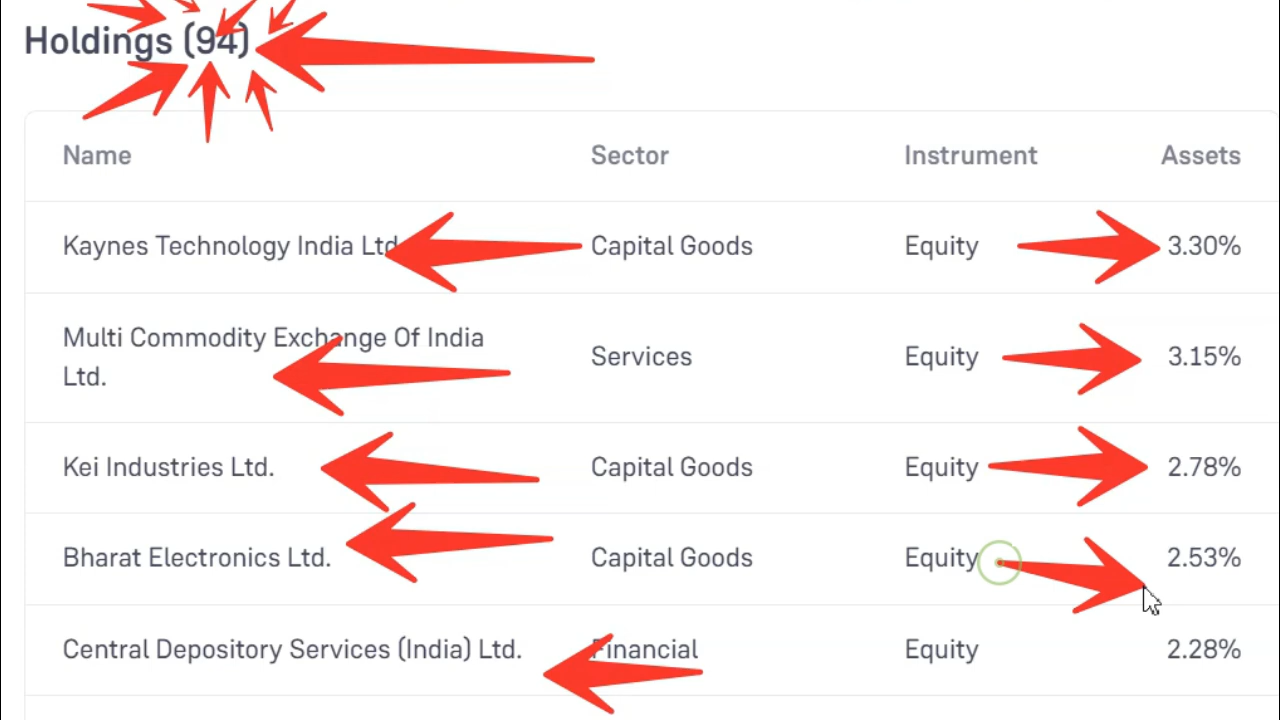 Holdings (94)
Name Sector Instrument Assets
Kaynes Technology India Ltd. Capital Goods Equity 3.30%
Multi Commodity Exchange Of India
Ltd. Services Equity 3.15%
Kei Industries Ltd. Capital Goods Equity 2.78%
Bharat Electronics Ltd. Capital Goods Equity 2.53%
Central Depository Services (India) Ltd. Financial Equity 2.28%